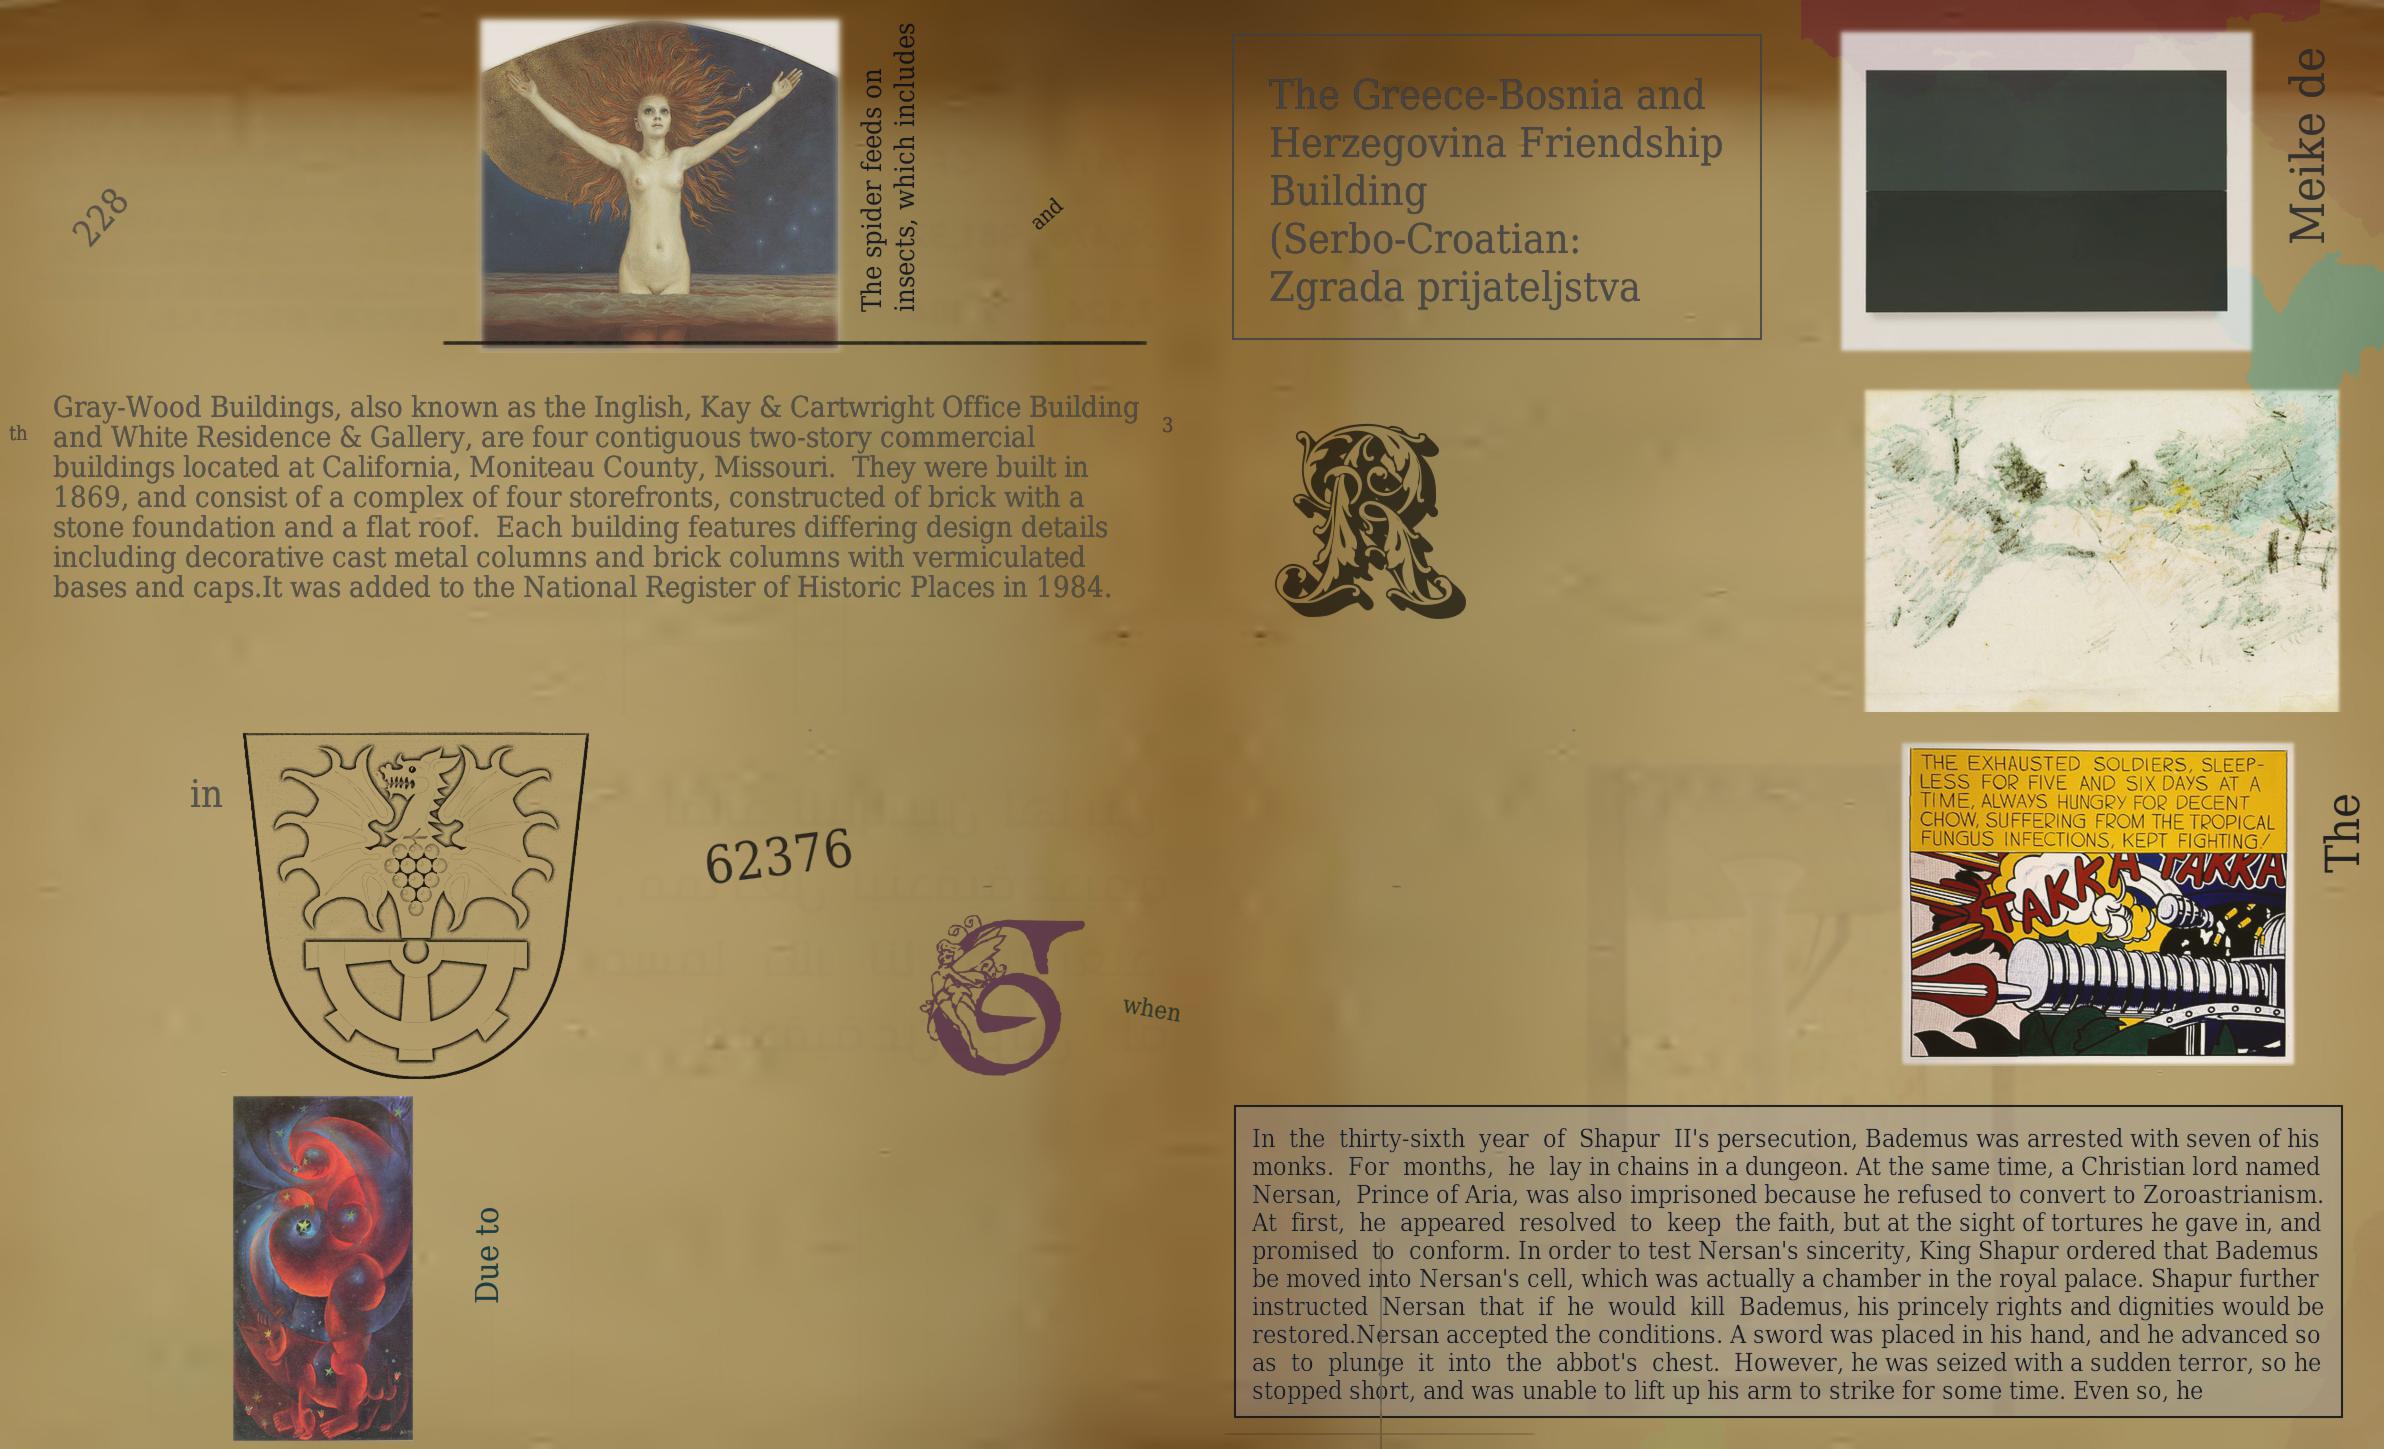 228
The spider feeds on
insects, which includes
and
th
Gray-Wood Buildings, also known as the Inglish, Kay & Cartwright Office Building
and White Residence & Gallery, are four contiguous two-story commercial
buildings located at California, Moniteau County, Missouri.  They were built in
1869, and consist of a complex of four storefronts, constructed of brick with a
stone foundation and a flat roof.  Each building features differing design details
including decorative cast metal columns and brick columns with vermiculated
bases and caps.It was added to the National Register of Historic Places in 1984.
3
in
62376
G
when
Due to
The Greece-Bosnia and
Herzegovina Friendship
Building
(Serbo-Croatian:
Zgrada prijateljstva
Meike de
R
THE EXHAUSTED SOLDIERS, SLEEP-
LESS FOR FIVE AND SIX DAYS AT A
TIME, ALWAYS HUNGRY FOR DECENT
CHOW, SUFFERING FROM THE TROPICAL
FUNGUS INFECTIONS, KEPT FIGHTING!
TAKKA TAKKA
The
In the thirty-sixth year of Shapur II's persecution, Bademus was arrested with seven of his
monks. For months, he lay in chains in a dungeon. At the same time, a Christian lord named
Nersan, Prince of Aria, was also imprisoned because he refused to convert to Zoroastrianism.
At first, he appeared resolved to keep the faith, but at the sight of tortures he gave in, and
promised to conform. In order to test Nersan's sincerity, King Shapur ordered that Bademus
be moved into Nersan's cell, which was actually a chamber in the royal palace. Shapur further
instructed Nersan that if he would kill Bademus, his princely rights and dignities would be
restored.Nersan accepted the conditions. A sword was placed in his hand, and he advanced so
as to plunge it into the abbot's chest. However, he was seized with a sudden terror, so he
stopped short, and was unable to lift up his arm to strike for some time. Even so, he